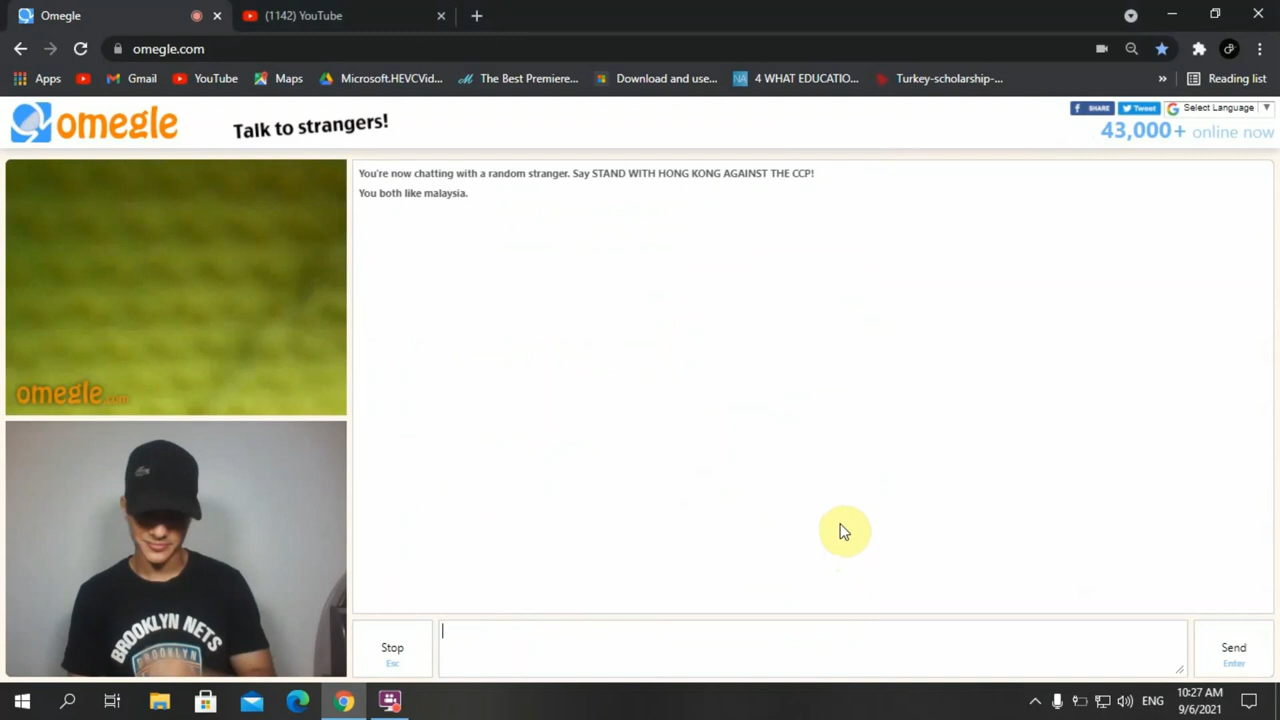 Omegle
(1142) YouTube
omegle.com
Apps
Gmail
YouTube
Maps
Microsoft.HEVCVid...
The Best Premiere...
Download and use...
NA
4 WHAT EDUCATIO...
Turkey-scholarship-...
»
Reading list
omegle
Talk to strangers!
f SHARE
Tweet
G Select Language ▼
43,000+ online now
You're now chatting with a random stranger. Say STAND WITH HONG KONG AGAINST THE CCP!
You both like malaysia.
omegle.com
BROOKLYN NETS
BROOKLYN
Stop
Esc
Send
Enter
ENG
10:27 AM
9/6/2021